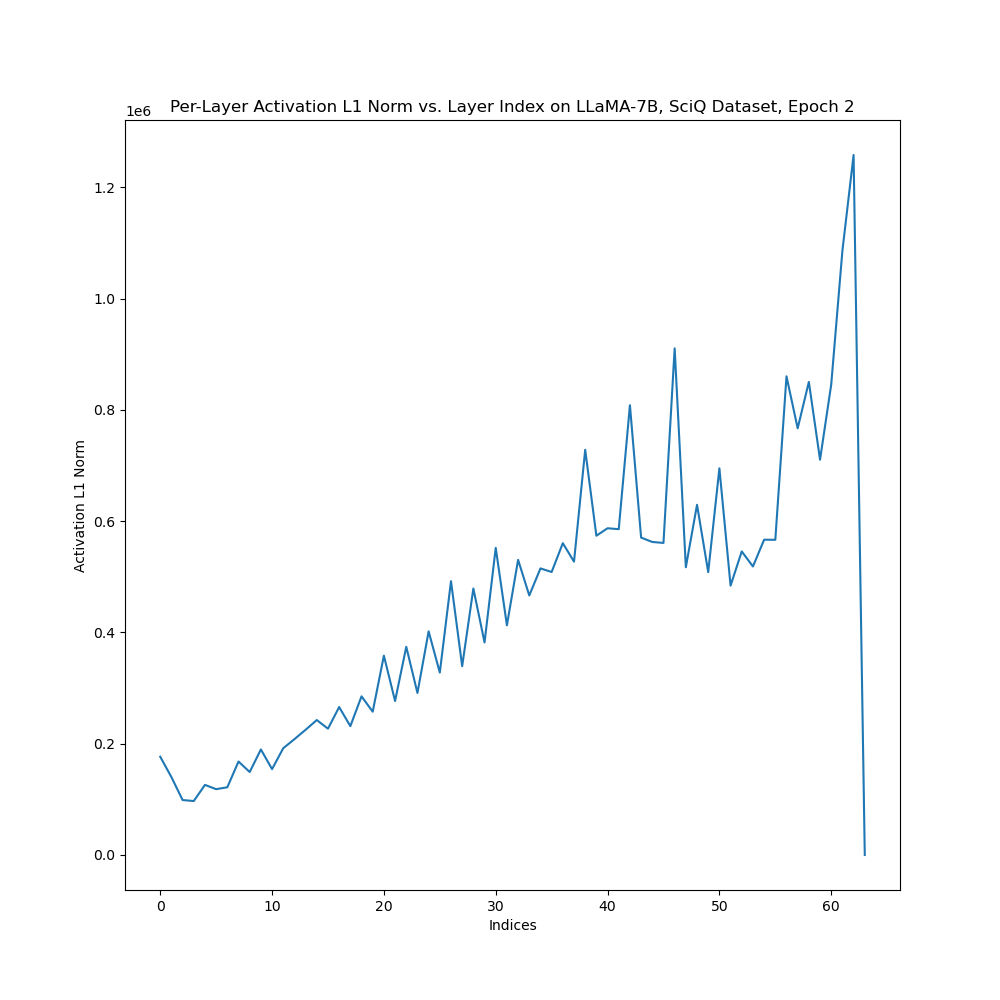 Per-Layer Activation L1 Norm vs. Layer Index on LLaMA-7B, SciQ Dataset, Epoch 2
1e6
1.2
1.0
0.8
0.6
0.4
0.2
0.0
Activation L1 Norm
0 10 20 30 40 50 60
Indices